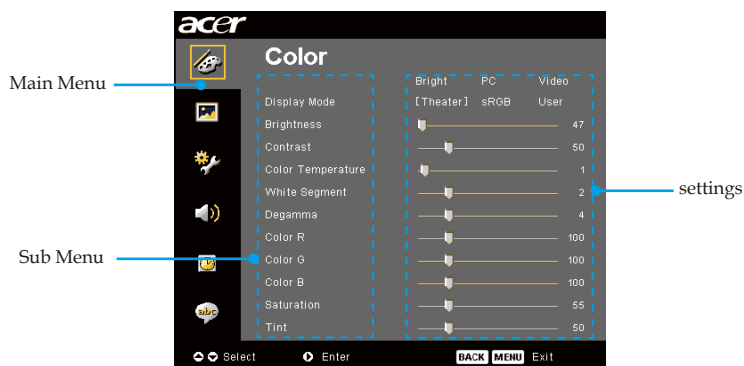 acer
Color
Bright PC Video
Display Mode [Theater] sRGB User
Brightness 47
Contrast 50
Color Temperature 1
White Segment 2
Degamma 4
Color R 100
Color G 100
Color B 100
Saturation 55
Tint 50
abc
Select Enter BACK MENU Exit
Main Menu
Sub Menu
settings